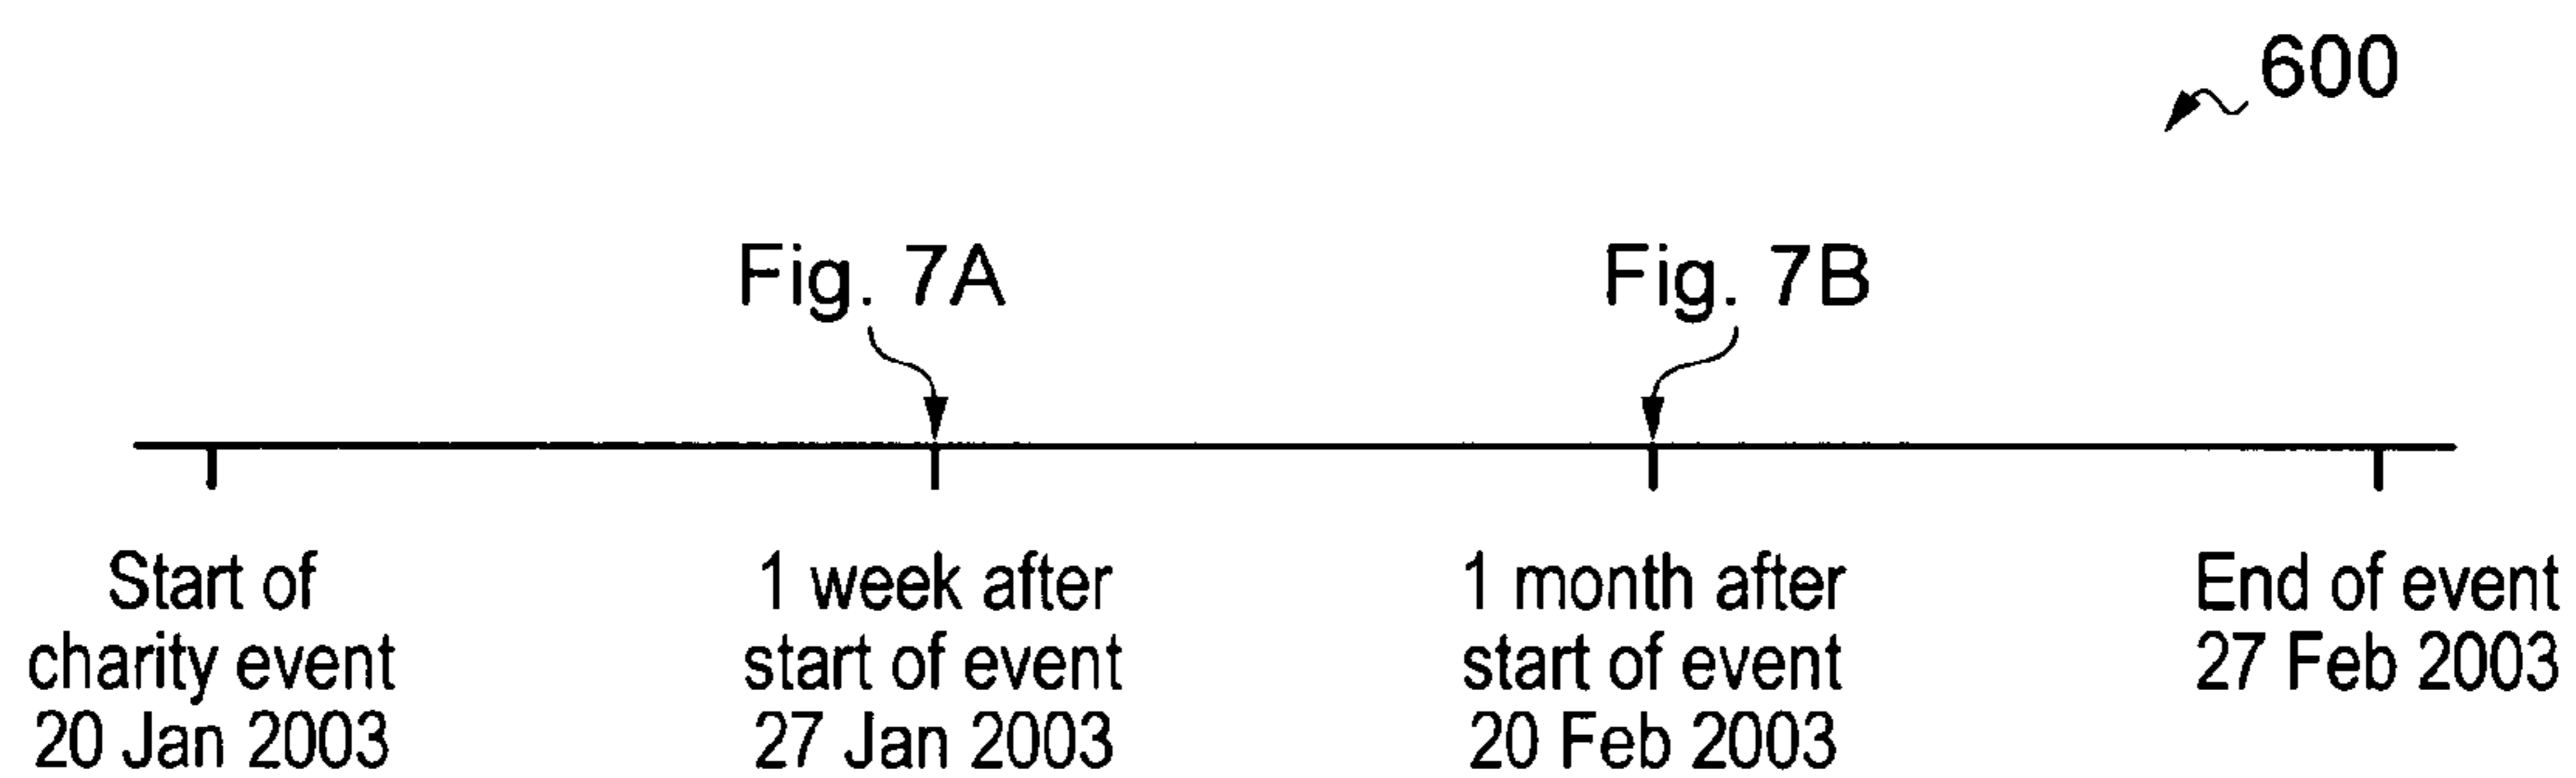 600
Fig. 7A
Fig. 7B
Start of
charity event
20 Jan 2003
1 week after
start of event
27 Jan 2003
1 month after
start of event
20 Feb 2003
End of event
27 Feb 2003